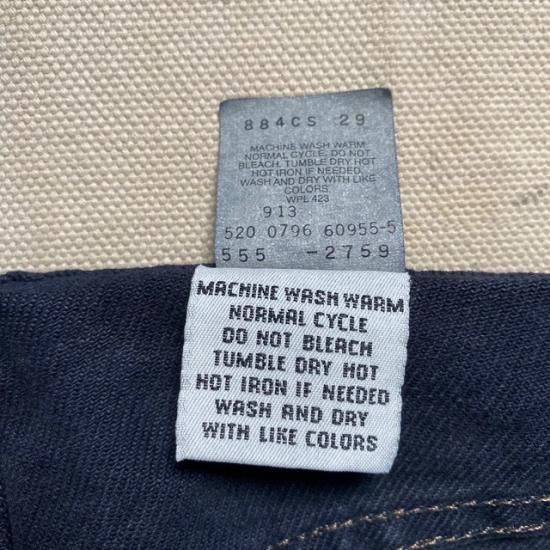 884CS 29
MACHINE WASH WARM
NORMAL CYCLE, DO NOT
BLEACH, TUMBLE DRY HOT
HOT IRON IF NEEDED,
WASH AND DRY WITH LIKE
COLORS.
WPL 423
913
520 0796 60955-5
555 -2759
MACHINE WASH WARM
NORMAL CYCLE
DO NOT BLEACH
TUMBLE DRY HOT
HOT IRON IF NEEDED
WASH AND DRY
WITH LIKE COLORS